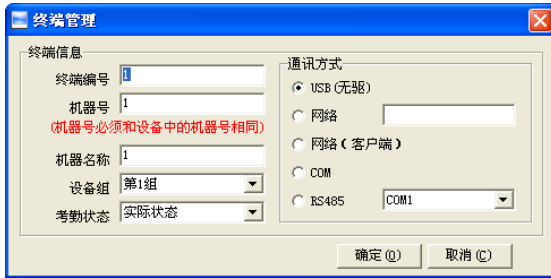 终端管理
终端信息
终端编号 1
机器号 1
(机器号必须和设备中的机器号相同)
机器名称 1
设备组 第1组
考勤状态 实际状态
通讯方式
USB(无驱)
网络
网络(客户端)
COM
RS485 COM1
确定(O) 取消(C)